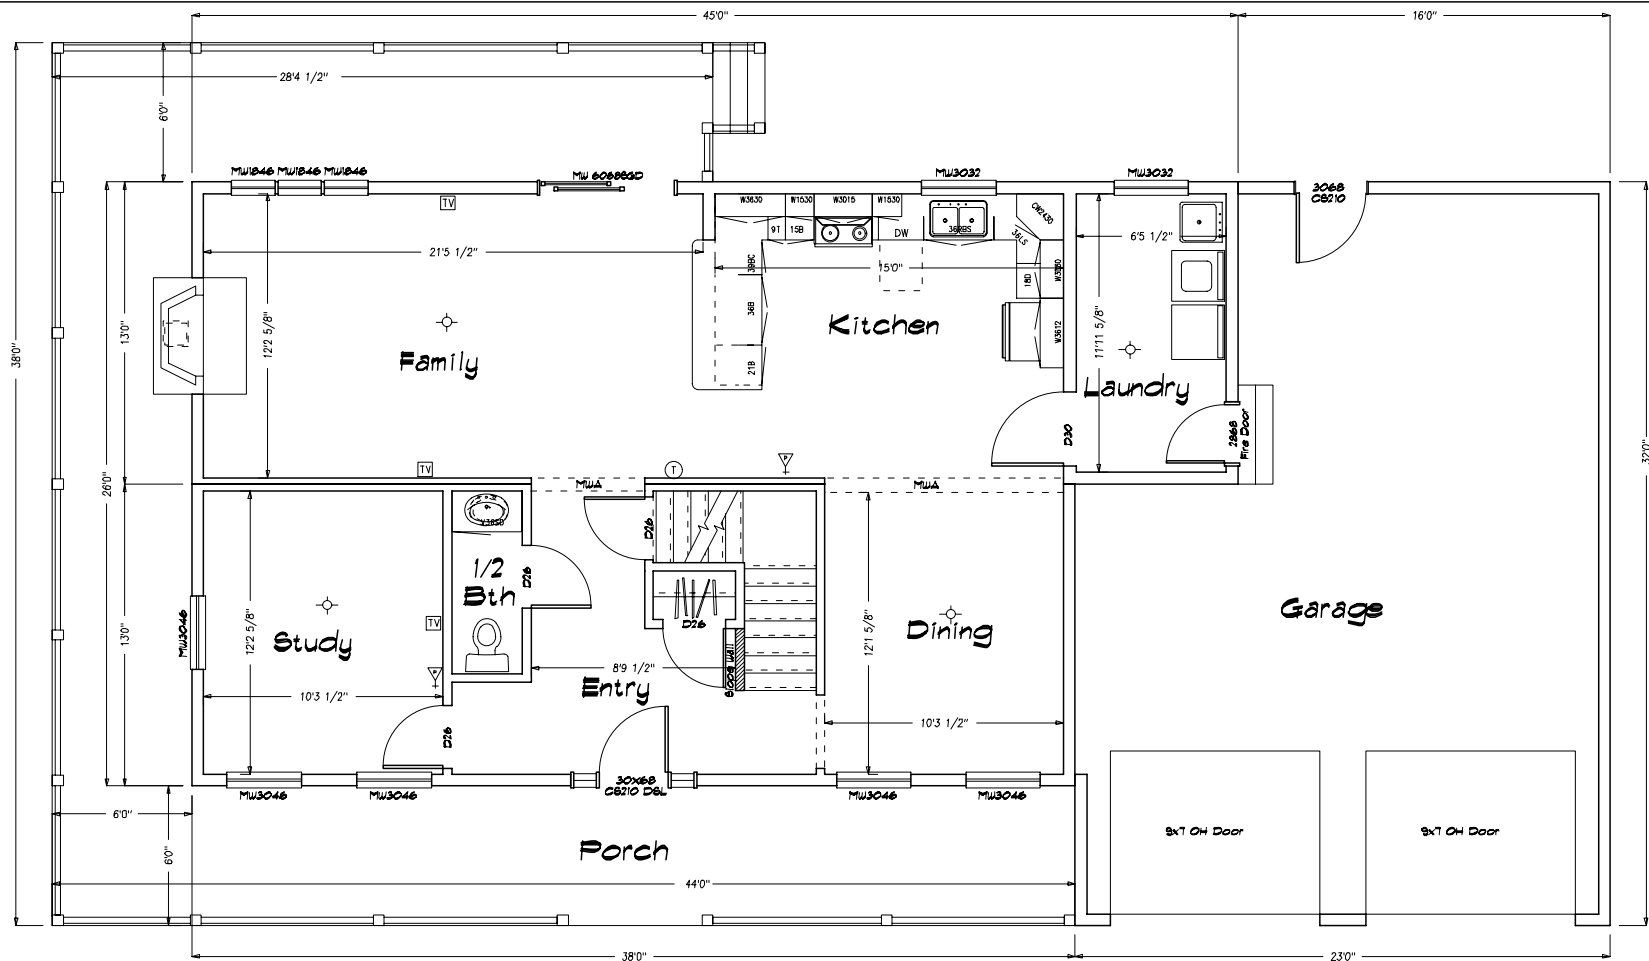 45'0"
16'0"
28'4 1/2"
6'0"
MW1846 MW1846 MW1846
MW 6068SGD
MW3032
MW3032
3068
CS210
TV
W3630
W1530
W3015
W1530
CW2430
9T
15B
DW
36RBS
36LS
6'5 1/2"
21'5 1/2"
39BC
15'0"
18D
W3030
36B
W3612
21B
38'0"
26'0"
13'0"
12'2 5/8"
Family
Kitchen
11'11 5/8"
Laundry
D30
2868
Fire Door
32'0"
TV
T
P
MWA
MWA
D26
1/2
Bth
D26
D26
MW3046
13'0"
12'2 5/8"
Study
TV
P
8'9 1/2"
Entry
12'1 5/8"
Dining
Garage
10'3 1/2"
10'3 1/2"
D26
MW3046
MW3046
30x68
CS210 DSL
MW3046
MW3046
6'0"
6'0"
Porch
9x7 OH Door
9x7 OH Door
44'0"
38'0"
23'0"